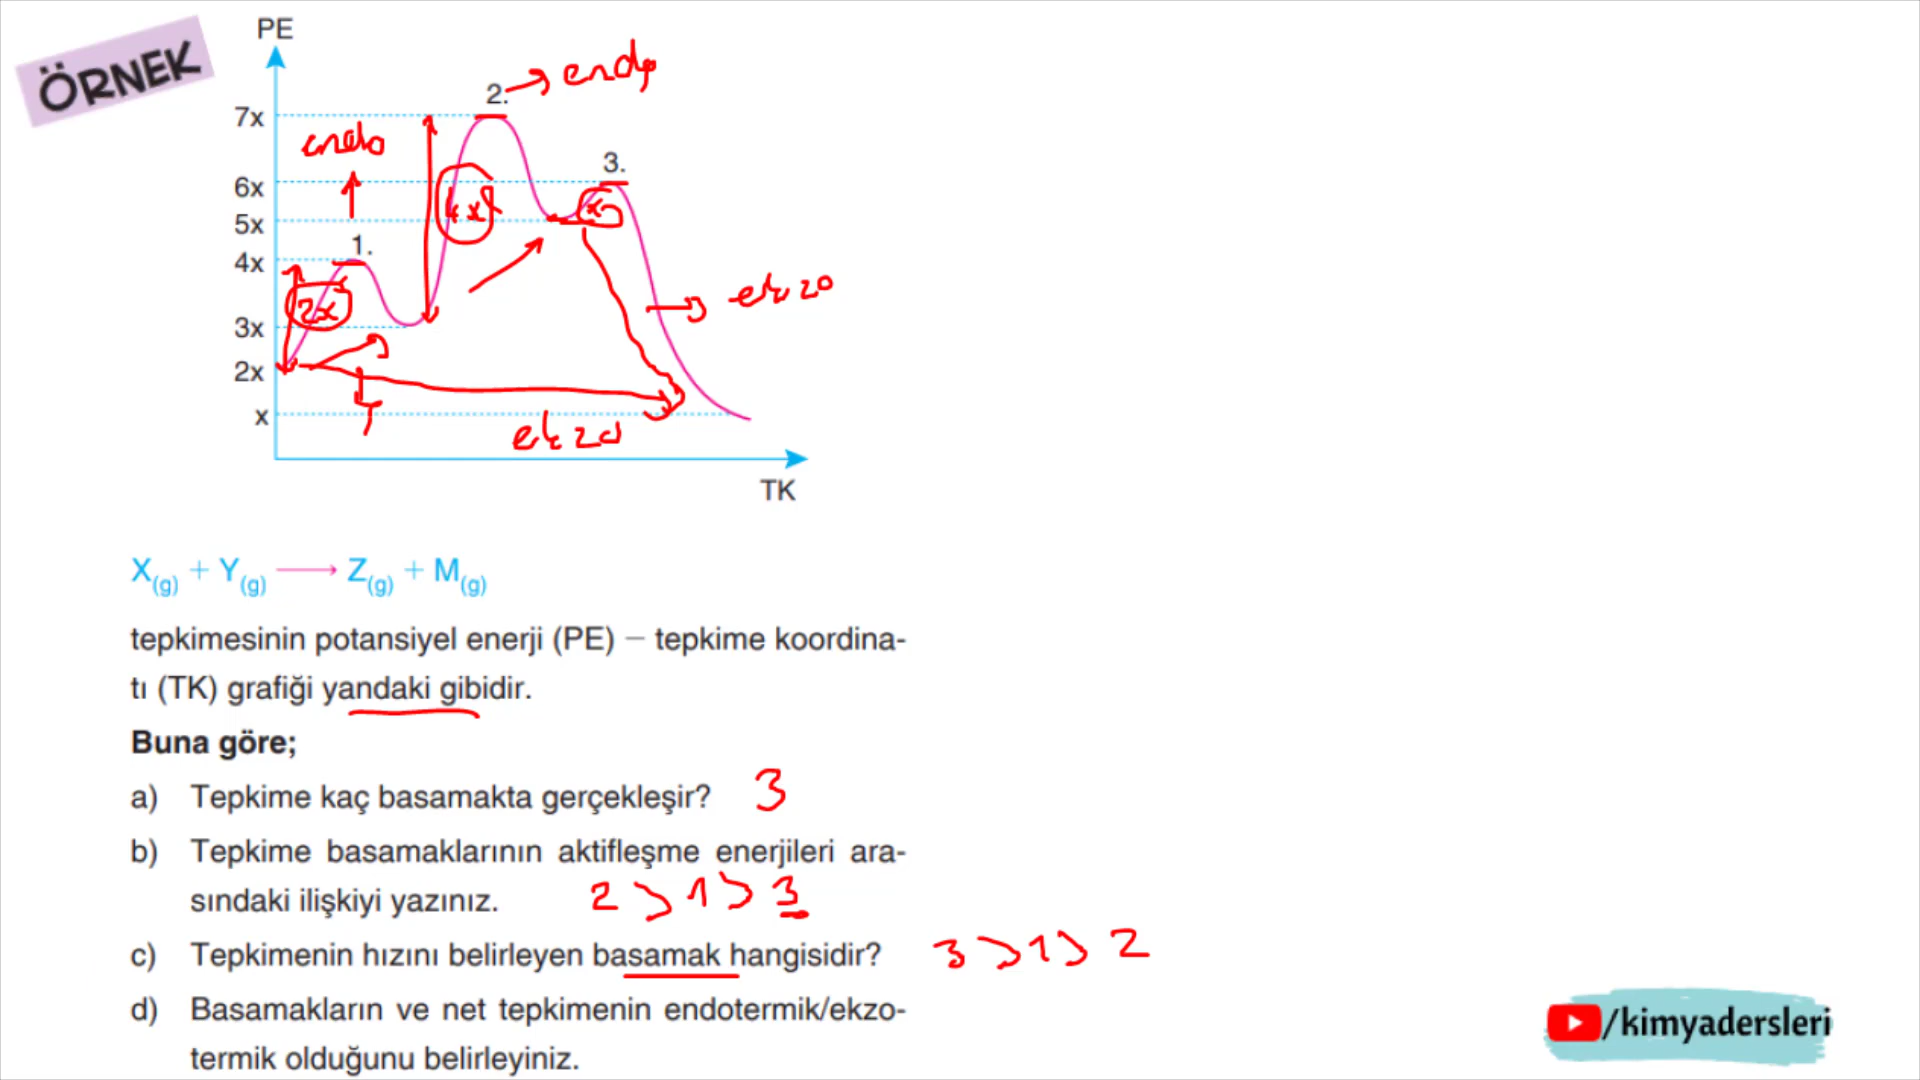 ÖRNEK
PE
2. endo
7x
endo
3.
6x
4x
x
5x
1.
4x
2x
ekzo
3x
2x
x
ekzo
TK
X(g) + Y(g) ⟶ Z(g) + M(g)
tepkimesinin potansiyel enerji (PE) – tepkime koordina-
tı (TK) grafiği yandaki gibidir.
Buna göre;
a) Tepkime kaç basamakta gerçekleşir? 3
b) Tepkime basamaklarının aktifleşme enerjileri ara-
sındaki ilişkiyi yazınız. 2 > 1 > 3
c) Tepkimenin hızını belirleyen basamak hangisidir? 3 > 1 > 2
d) Basamakların ve net tepkimenin endotermik/ekzo-
termik olduğunu belirleyiniz.
/kimyadersleri